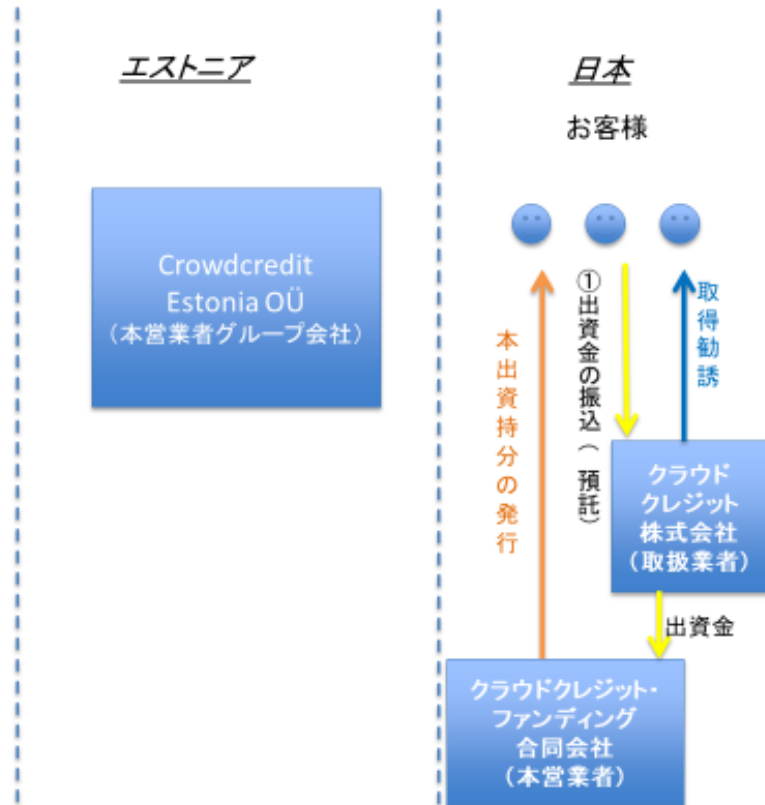 エストニア
日本
お客様
Crowdcredit
Estonia OÜ
（本営業者グループ会社）
本出資持分の発行
①出資金の振込（ 預託）
取得勧誘
クラウド
クレジット
株式会社
（取扱業者）
出資金
クラウドクレジット・
ファンディング
合同会社
（本営業者）